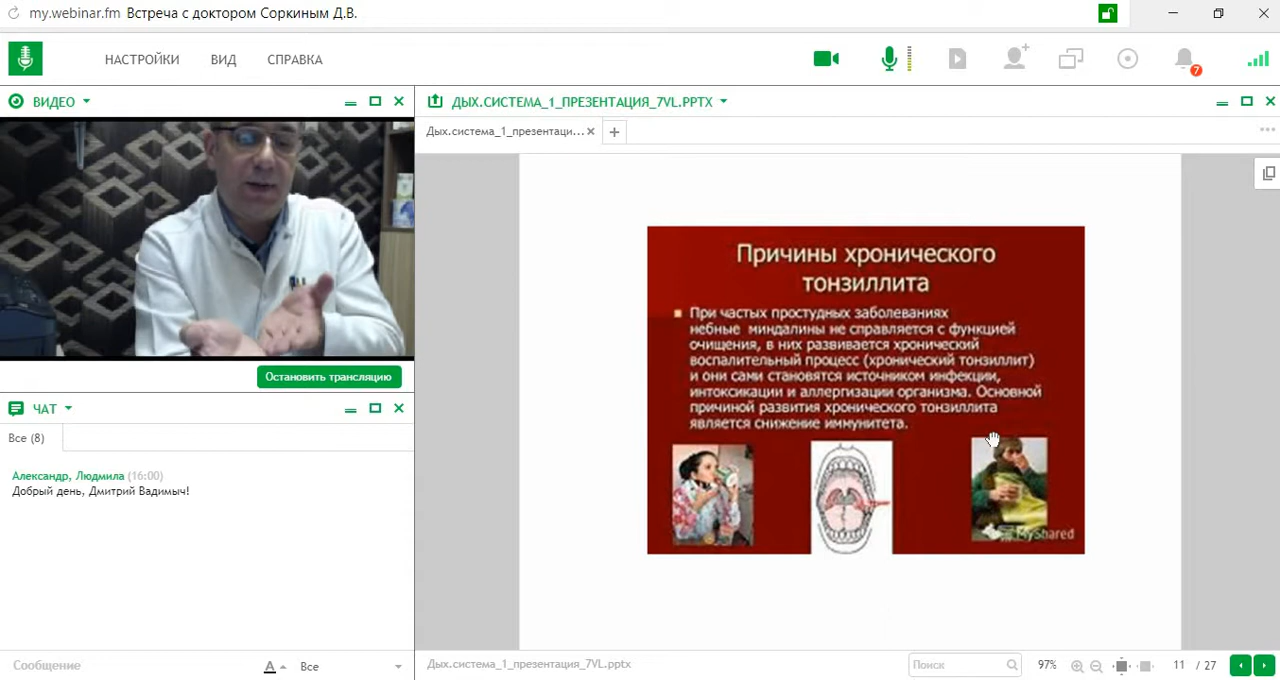 my.webinar.fm Встреча с доктором Соркиным Д.В.
НАСТРОЙКИ ВИД СПРАВКА
7
ВИДЕО
Остановить трансляцию
ЧАТ
Все (8)
Александр, Людмила (16:00)
Добрый день, Дмитрий Вадимыч!
Сообщение
А
Все
ДЫХ.СИСТЕМА_1_ПРЕЗЕНТАЦИЯ_7VL.PPTX
Дых.система_1_презентаци...
Причины хронического
тонзиллита
При частых простудных заболеваниях
небные миндалины не справляется с функцией
очищения, в них развивается хронический
воспалительный процесс (хронический тонзиллит)
и они сами становятся источником инфекции,
интоксикации и аллергизации организма. Основной
причиной развития хронического тонзиллита
является снижение иммунитета.
MyShared
Дых.система_1_презентация_7VL.pptx
Поиск
97%
11 / 27